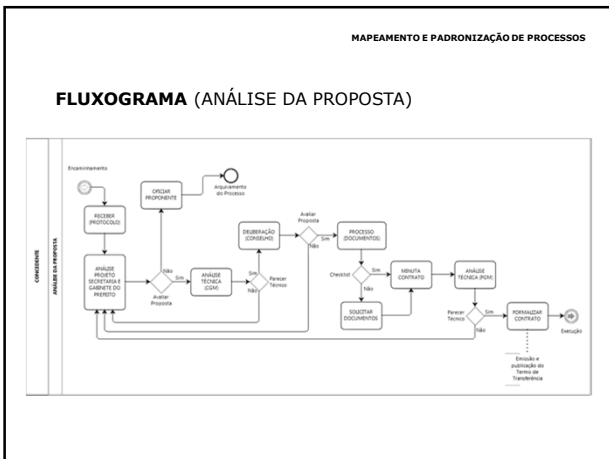 MAPEAMENTO E PADRONIZAÇÃO DE PROCESSOS
FLUXOGRAMA (ANÁLISE DA PROPOSTA)
CONCEDENTE
ANÁLISE DA PROPOSTA
Encaminhamento
RECEBER
(PROTOCOLO)
ANÁLISE
PROJETO
SECRETARIA E
GABINETE DO
PREFEITO
OFICIAR
PROPONENTE
Arquivamento
do Processo
Não
Sim
Avaliar
Proposta
ANÁLISE
TÉCNICA
(CGM)
Sim
Parecer
Técnico
Não
DELIBERAÇÃO
(CONSELHO)
Avaliar
Proposta
Sim
Não
PROCESSO
(DOCUMENTOS)
Checklist
Sim
Não
SOLICITAR
DOCUMENTOS
MINUTA
CONTRATO
ANÁLISE
TÉCNICA (PGM)
Parecer
Técnico
Sim
Não
FORMALIZAR
CONTRATO
Execução
Emissão e
publicação do
Termo de
Transferência